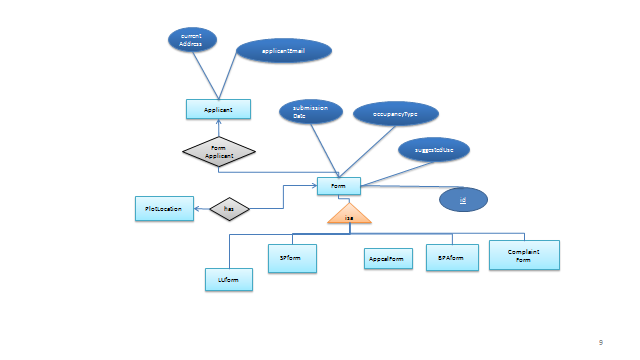 current
Address
applicantEmail
Applicant
submission
Date
occupancyType
Form
Applicant
suggestedUse
Form
id
PlotLocation
has
isa
SPform
AppealForm
BPAform
Complaint
Form
LUform
9